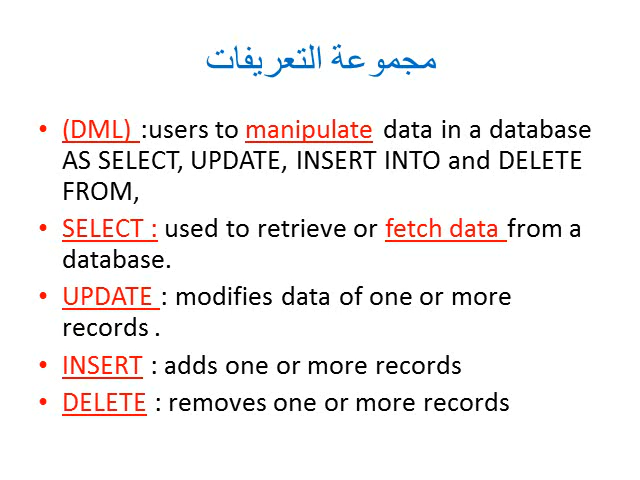 مجموعة التعريفات
• (DML) :users to manipulate data in a database
AS SELECT, UPDATE, INSERT INTO and DELETE
FROM,
• SELECT : used to retrieve or fetch data from a
database.
• UPDATE : modifies data of one or more
records .
• INSERT : adds one or more records
• DELETE : removes one or more records